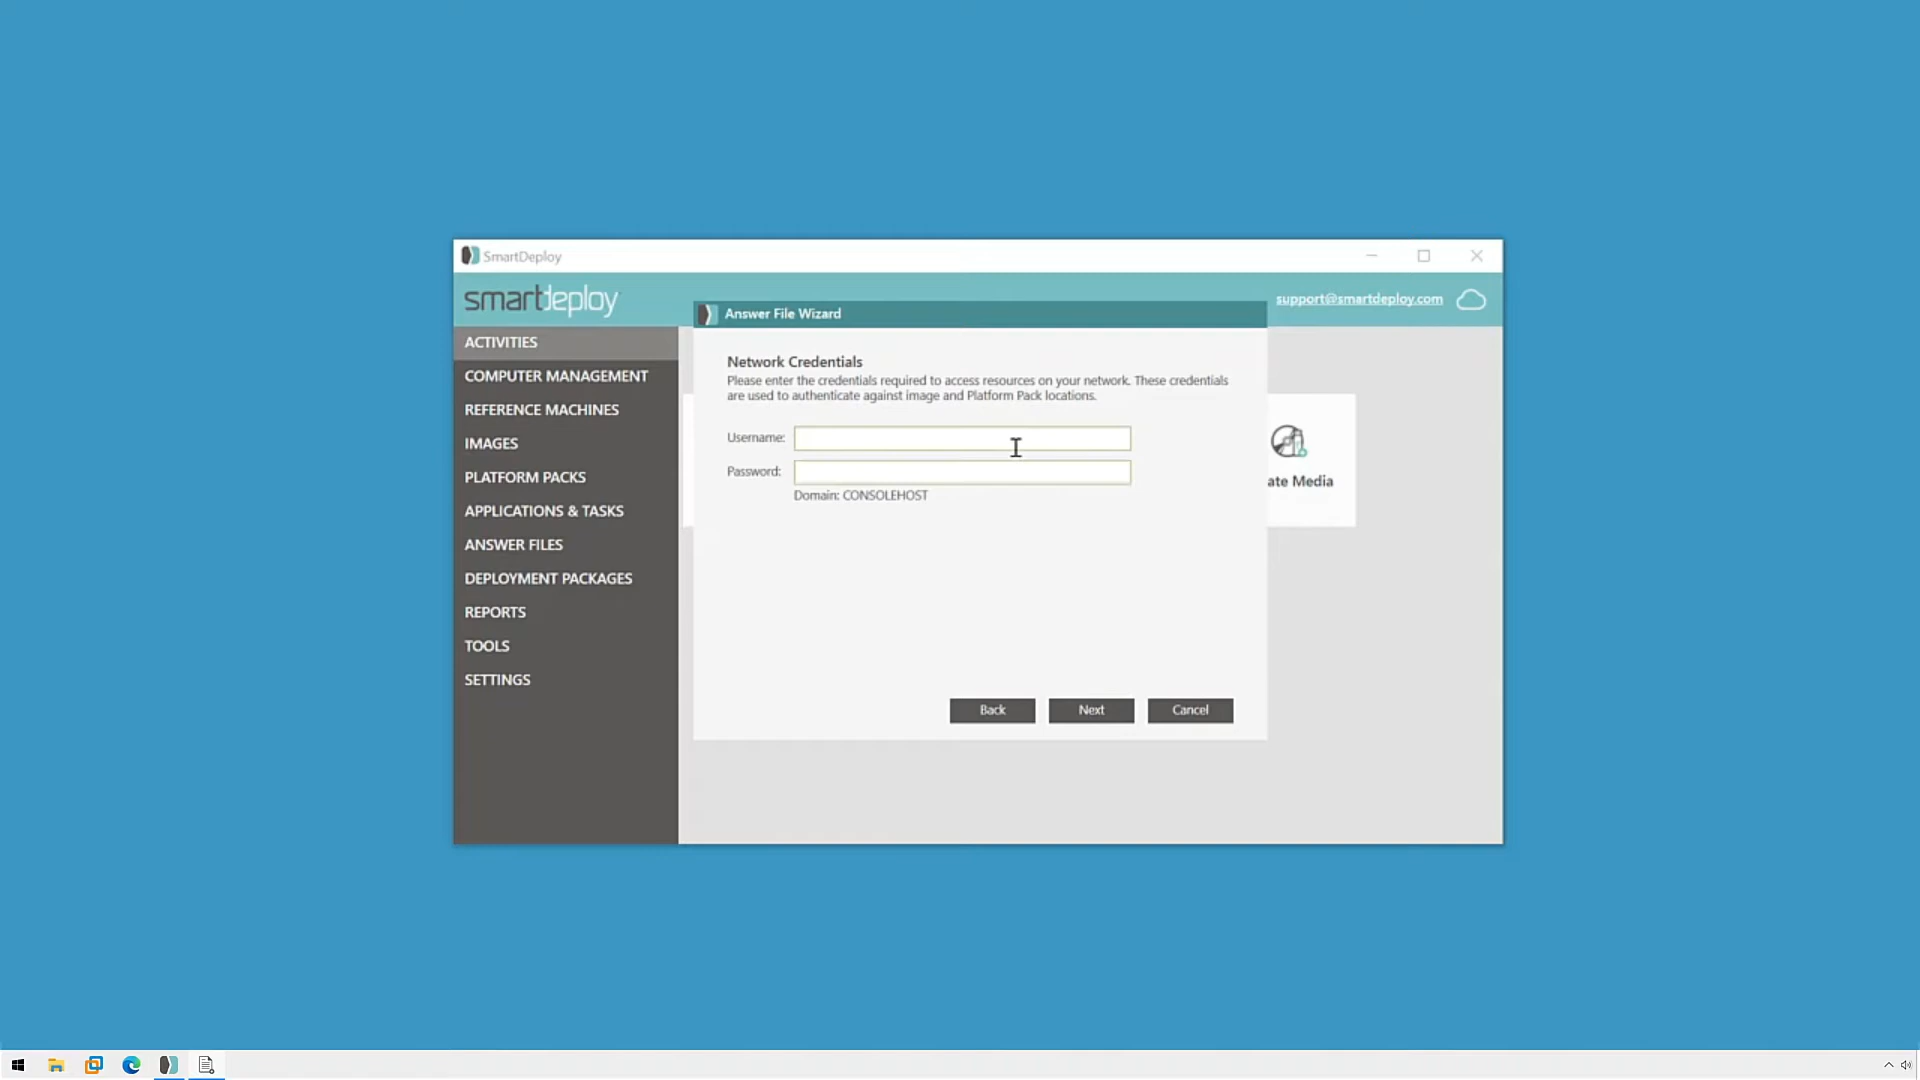 SmartDeploy
smartdeploy
support@smartdeploy.com
Answer File Wizard
ACTIVITIES
COMPUTER MANAGEMENT
REFERENCE MACHINES
IMAGES
PLATFORM PACKS
APPLICATIONS & TASKS
ANSWER FILES
DEPLOYMENT PACKAGES
REPORTS
TOOLS
SETTINGS
Network Credentials
Please enter the credentials required to access resources on your network. These credentials
are used to authenticate against image and Platform Pack locations.
Username:
Password:
Domain: CONSOLEHOST
ate Media
Back
Next
Cancel